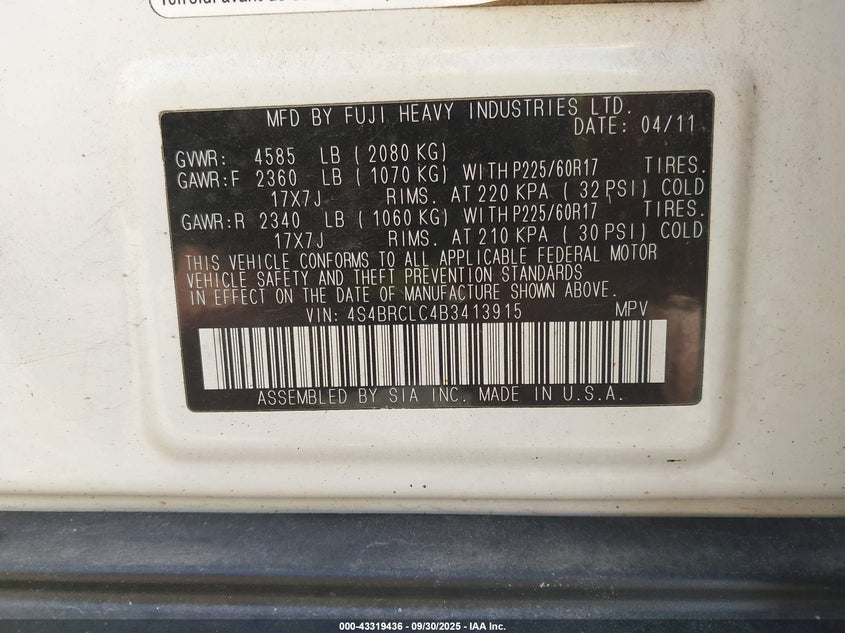 MFD BY FUJI HEAVY INDUSTRIES LTD.
DATE: 04/11
GVWR: 4585 LB ( 2080 KG)
GAWR:F 2360 LB ( 1070 KG) WITH P225/60R17 TIRES.
17X7J RIMS. AT 220 KPA ( 32 PSI) COLD
GAWR:R 2340 LB ( 1060 KG) WITH P225/60R17 TIRES.
17X7J RIMS. AT 210 KPA ( 30 PSI) COLD
THIS VEHICLE CONFORMS TO ALL APPLICABLE FEDERAL MOTOR
VEHICLE SAFETY AND THEFT PREVENTION STANDARDS
IN EFFECT ON THE DATE OF MANUFACTURE SHOWN ABOVE.
VIN: 4S4BRCLC4B3413915 MPV
ASSEMBLED BY SIA INC. MADE IN U.S.A.
000-43319436 - 09/30/2025 - IAA Inc.